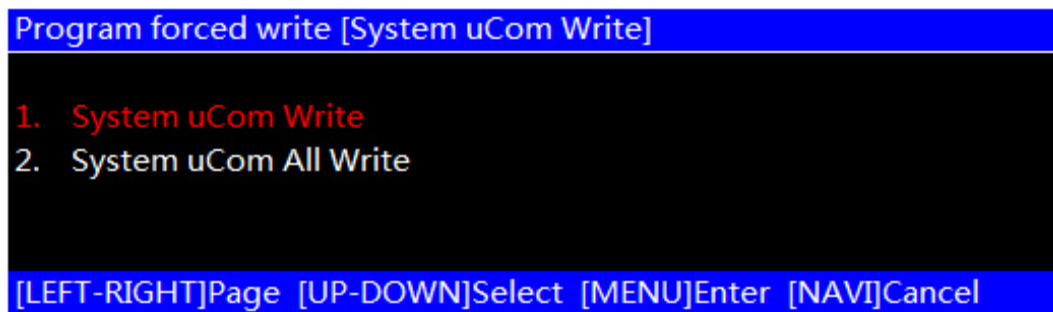 Program forced write [System uCom Write]
1. System uCom Write
2. System uCom All Write
[LEFT-RIGHT]Page [UP-DOWN]Select [MENU]Enter [NAVI]Cancel